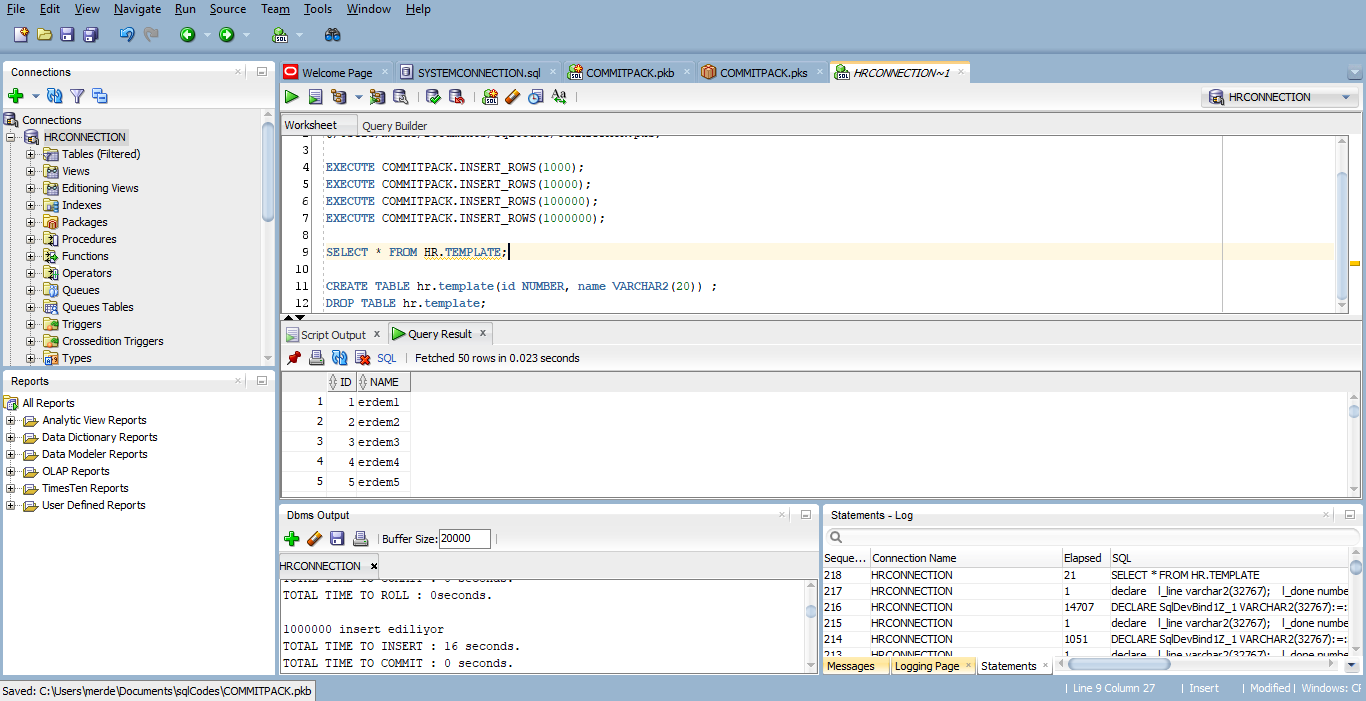 File Edit View Navigate Run Source Team Tools Window Help
Connections
Connections
HRCONNECTION
Tables (Filtered)
Views
Editioning Views
Indexes
Packages
Procedures
Functions
Operators
Queues
Queues Tables
Triggers
Crossedition Triggers
Types
Reports
All Reports
Analytic View Reports
Data Dictionary Reports
Data Modeler Reports
OLAP Reports
TimesTen Reports
User Defined Reports
Welcome Page SYSTEMCONNECTION.sql COMMITPACK.pkb COMMITPACK.pks HRCONNECTION~1
HRCONNECTION
Worksheet Query Builder
3
4 EXECUTE COMMITPACK.INSERT_ROWS(1000);
5 EXECUTE COMMITPACK.INSERT_ROWS(10000);
6 EXECUTE COMMITPACK.INSERT_ROWS(100000);
7 EXECUTE COMMITPACK.INSERT_ROWS(1000000);
8
9 SELECT * FROM HR.TEMPLATE;
10
11 CREATE TABLE hr.template(id NUMBER, name VARCHAR2(20)) ;
12 DROP TABLE hr.template;
Script Output x Query Result x
SQL | Fetched 50 rows in 0.023 seconds
ID NAME
1 1 erdem1
2 2 erdem2
3 3 erdem3
4 4 erdem4
5 5 erdem5
Dbms Output
Buffer Size: 20000
HRCONNECTION x
TOTAL TIME TO COMMIT : 0 seconds.
TOTAL TIME TO ROLL : 0seconds.
1000000 insert ediliyor
TOTAL TIME TO INSERT : 16 seconds.
TOTAL TIME TO COMMIT : 0 seconds.
Statements - Log
Seque... Connection Name Elapsed SQL
218 HRCONNECTION 21 SELECT * FROM HR.TEMPLATE
217 HRCONNECTION 1 declare l_line varchar2(32767); l_done numbe
216 HRCONNECTION 14707 DECLARE SqlDevBind1Z_1 VARCHAR2(32767):=:
215 HRCONNECTION 1 declare l_line varchar2(32767); l_done numbe
214 HRCONNECTION 1051 DECLARE SqlDevBind1Z_1 VARCHAR2(32767):=:
213 HRCONNECTION 1 declare l_line varchar2(32767); l_done numbe
Messages Logging Page x Statements x
Saved: C:\Users\merde\Documents\sqlCodes\COMMITPACK.pkb
| Line 9 Column 27 | Insert | Modified | Windows: CF